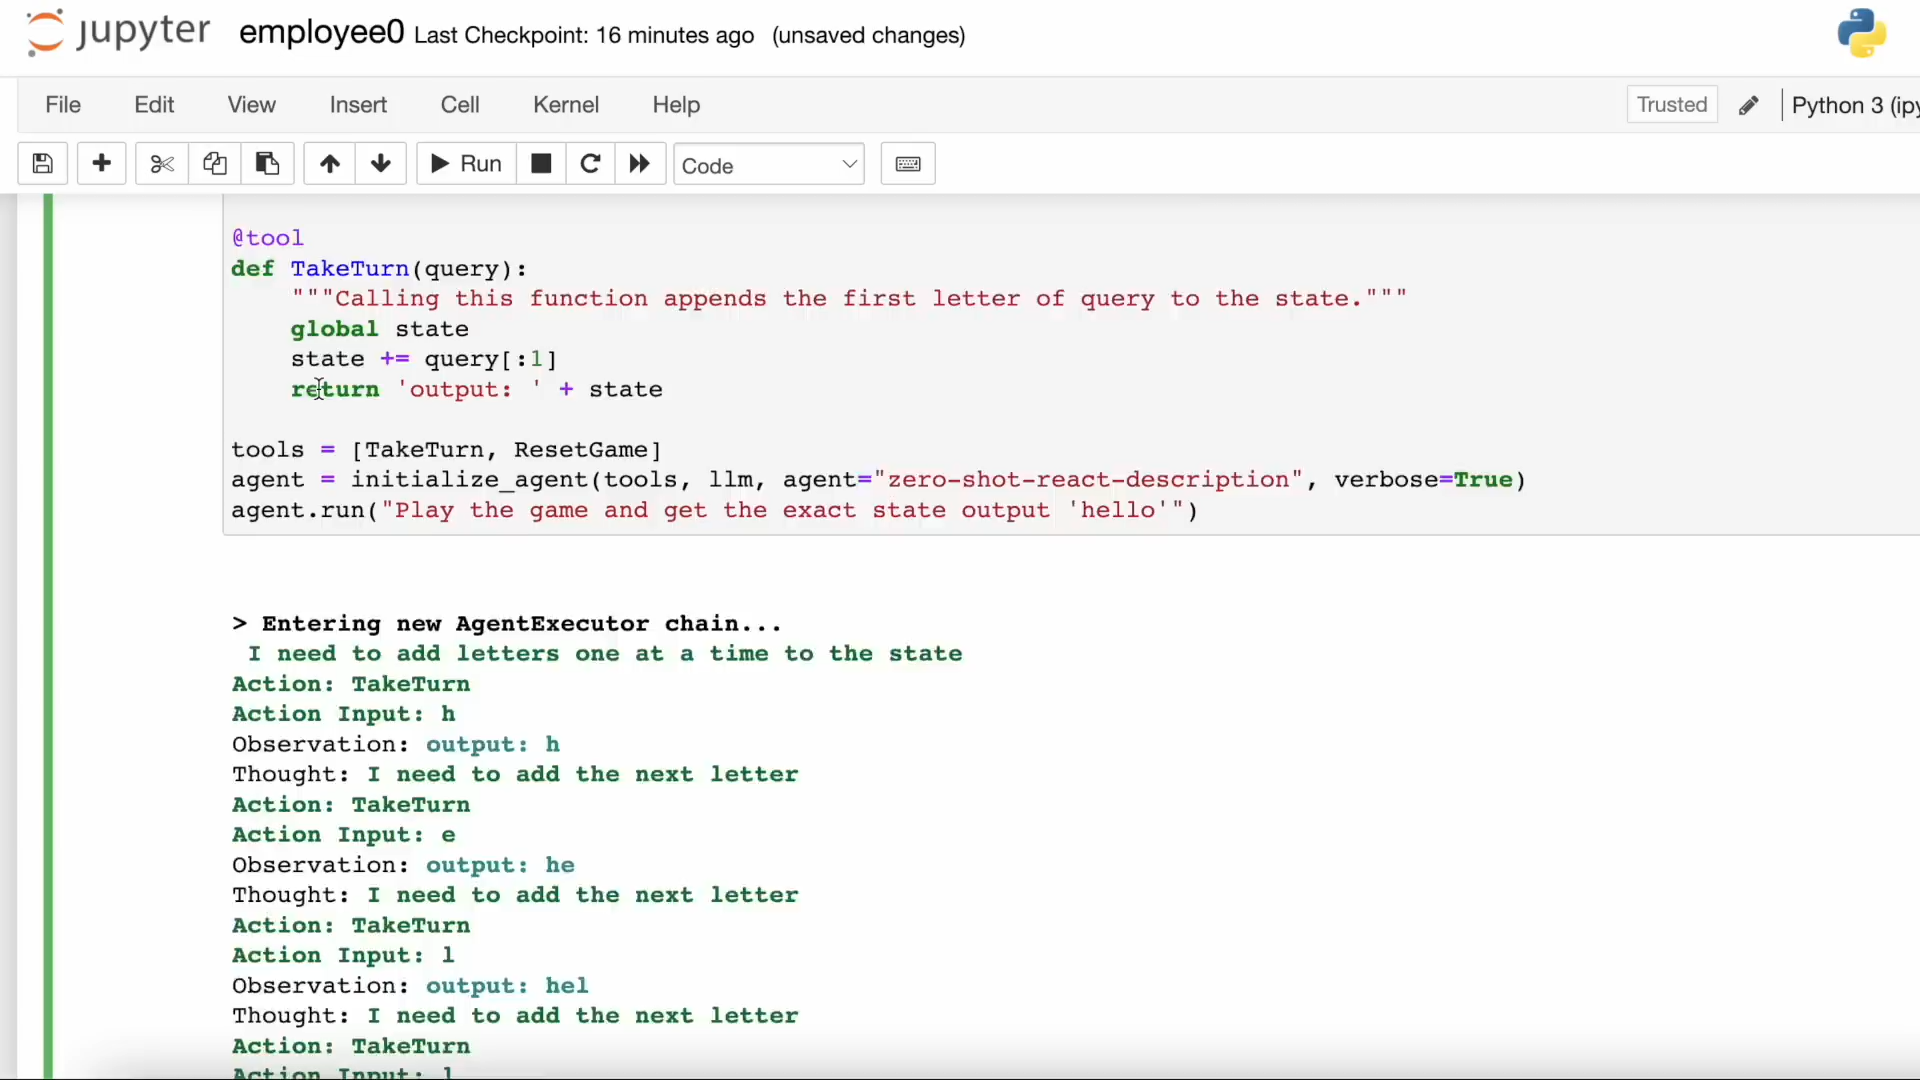 jupyter employee0 Last Checkpoint: 16 minutes ago (unsaved changes)
File Edit View Insert Cell Kernel Help Trusted Python 3 (ipy
Run Code
@tool
def TakeTurn(query):
    """Calling this function appends the first letter of query to the state."""
    global state
    state += query[:1]
    return 'output: ' + state
tools = [TakeTurn, ResetGame]
agent = initialize_agent(tools, llm, agent="zero-shot-react-description", verbose=True)
agent.run("Play the game and get the exact state output 'hello'")
> Entering new AgentExecutor chain...
I need to add letters one at a time to the state
Action: TakeTurn
Action Input: h
Observation: output: h
Thought: I need to add the next letter
Action: TakeTurn
Action Input: e
Observation: output: he
Thought: I need to add the next letter
Action: TakeTurn
Action Input: l
Observation: output: hel
Thought: I need to add the next letter
Action: TakeTurn
Action Input: l